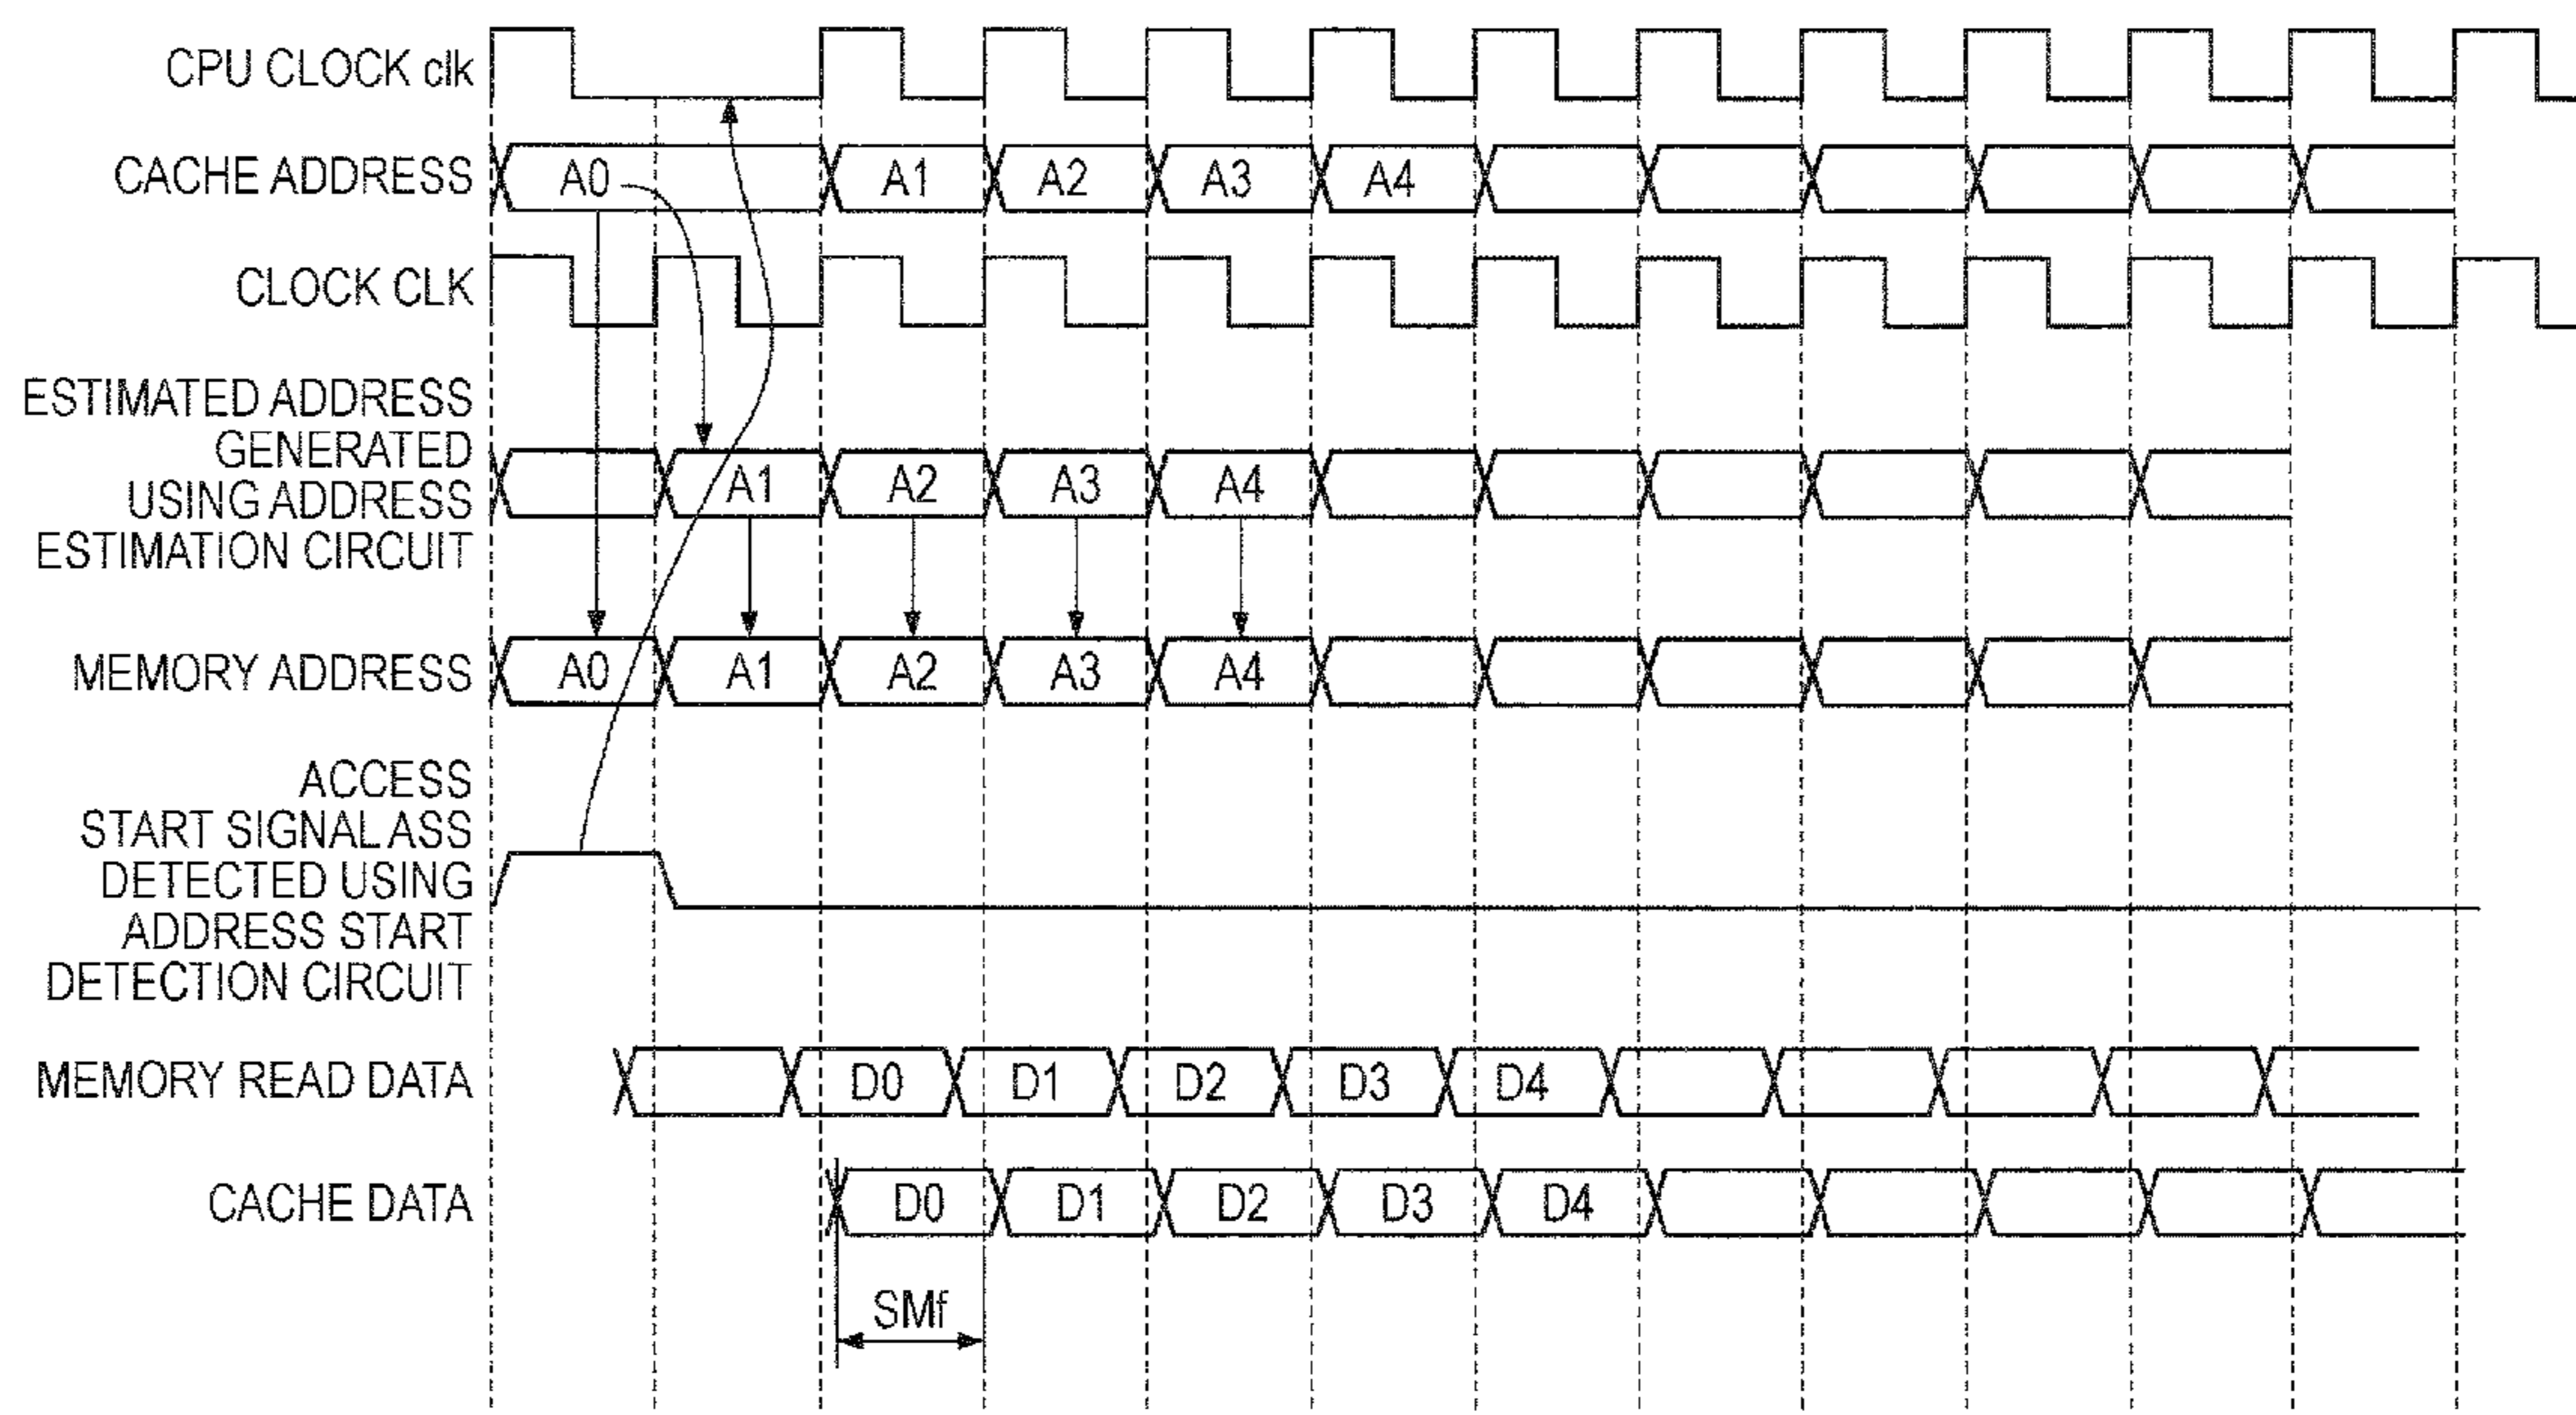 CPU CLOCK clk
CACHE ADDRESS A0 A1 A2 A3 A4
CLOCK CLK
ESTIMATED ADDRESS
GENERATED
USING ADDRESS
ESTIMATION CIRCUIT
A1 A2 A3 A4
MEMORY ADDRESS A0 A1 A2 A3 A4
ACCESS
START SIGNAL ASS
DETECTED USING
ADDRESS START
DETECTION CIRCUIT
MEMORY READ DATA D0 D1 D2 D3 D4
CACHE DATA D0 D1 D2 D3 D4
SMf